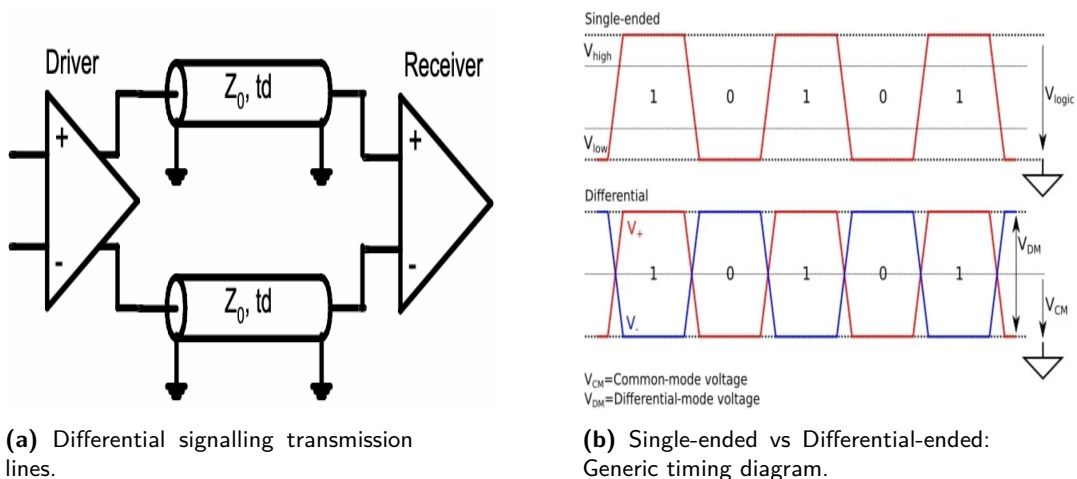 Driver
Receiver
Z0, td
+
-
+
-
Z0, td
(a) Differential signalling transmission
lines.
Single-ended
Vhigh
1 0 1 0 1
Vlogic
Vlow
Differential
V+
VDM
1 0 1 0 1
V-
VCM
VCM=Common-mode voltage
VDM=Differential-mode voltage
(b) Single-ended vs Differential-ended:
Generic timing diagram.